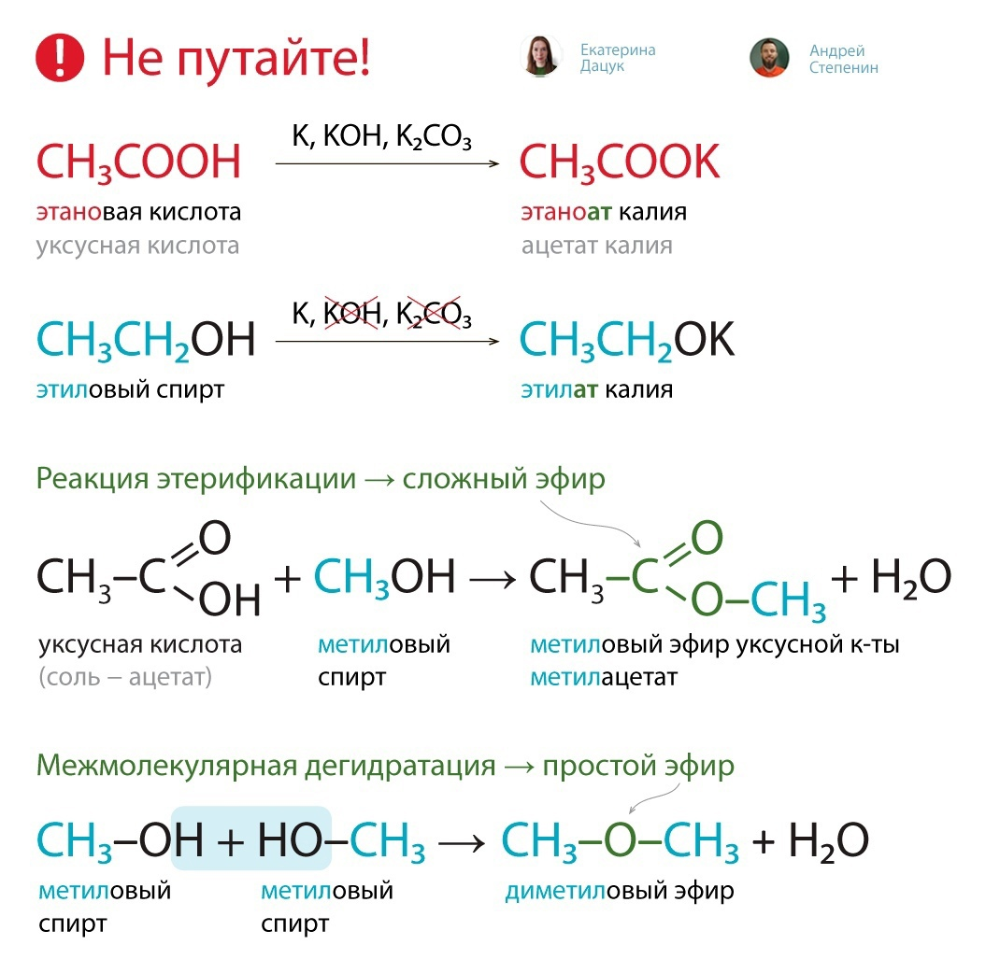 ! Не путайте!
Екатерина
Дацук
Андрей
Степенин
K, KOH, K₂CO₃
CH₃COOH → CH₃COOK
этановая кислота этаноат калия
уксусная кислота ацетат калия
K, KOH, K₂CO₃
CH₃CH₂OH → CH₃CH₂OK
этиловый спирт этилат калия
Реакция этерификации → сложный эфир
O O
CH₃–C + CH₃OH → CH₃–C + H₂O
OH O–CH₃
уксусная кислота метиловый метиловый эфир уксусной к-ты
(соль – ацетат) спирт метилацетат
Межмолекулярная дегидратация → простой эфир
CH₃–OH + HO–CH₃ → CH₃–O–CH₃ + H₂O
метиловый метиловый диметиловый эфир
спирт спирт